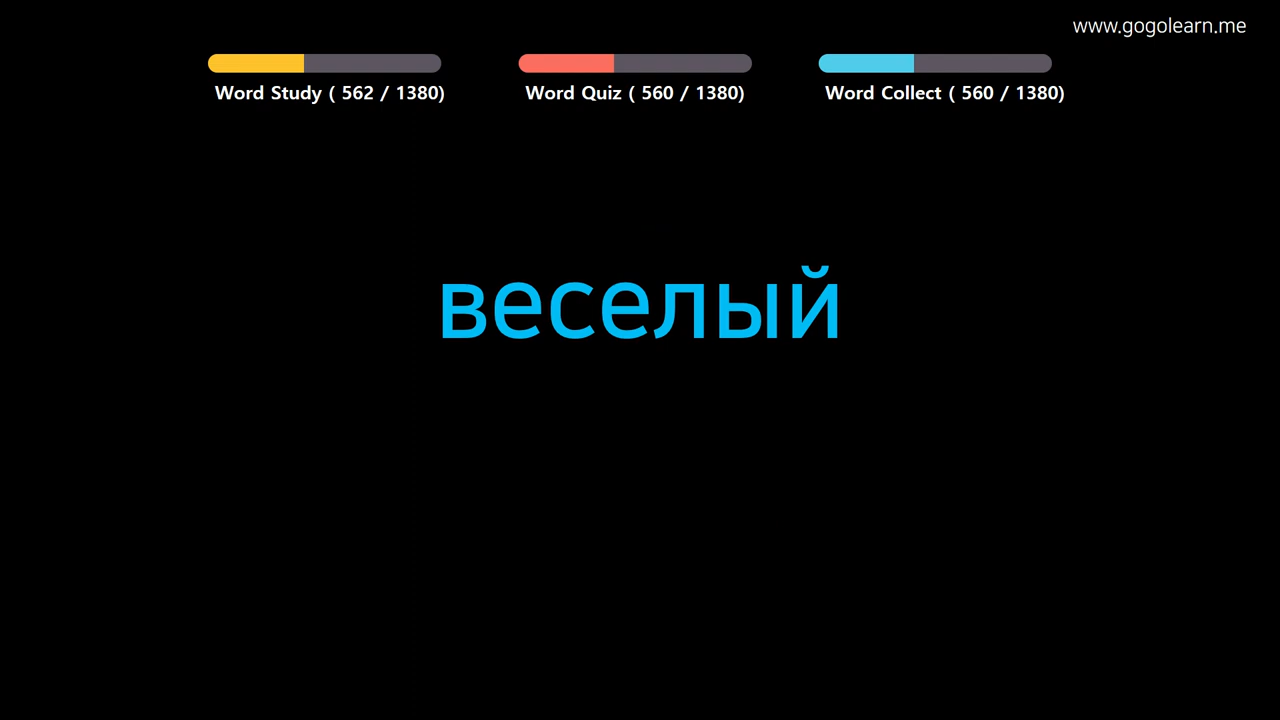 www.gogolearn.me
Word Study ( 562 / 1380)
Word Quiz ( 560 / 1380)
Word Collect ( 560 / 1380)
веселый